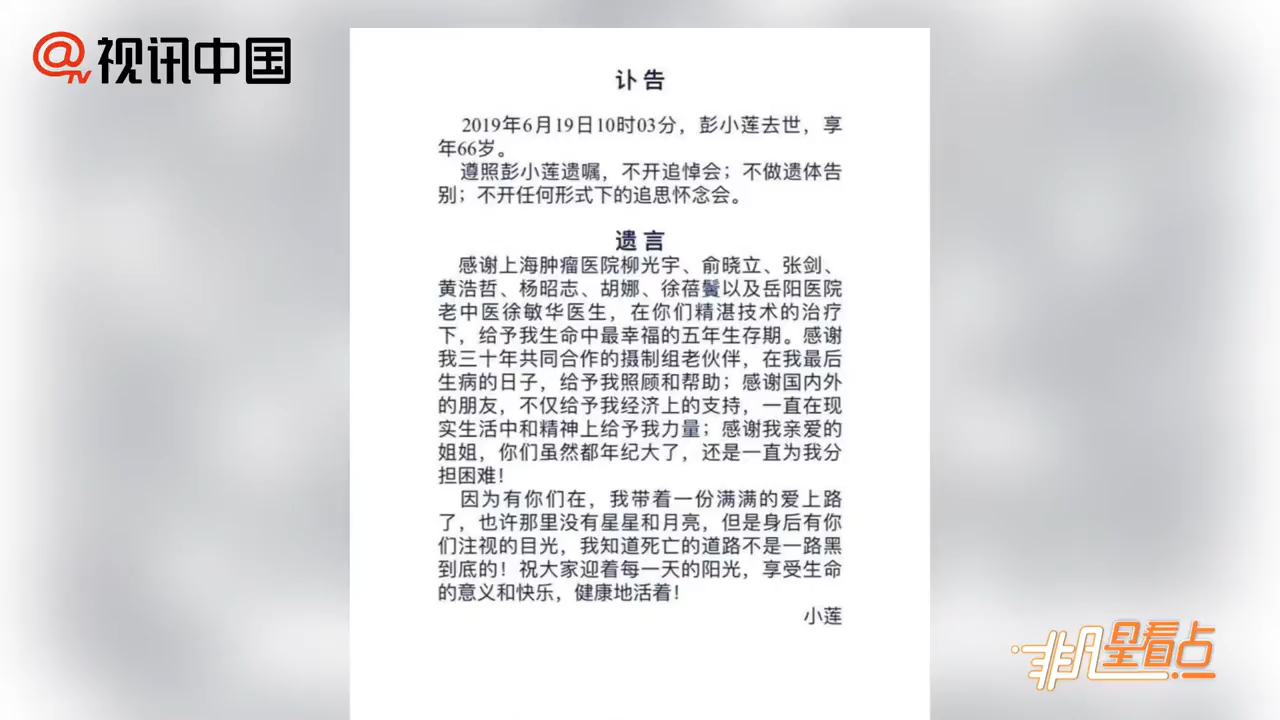 @TV 视讯中国
讣告
2019年6月19日10时03分，彭小莲去世，享
年66岁。
遵照彭小莲遗嘱，不开追悼会；不做遗体告
别；不开任何形式下的追思怀念会。
遗言
感谢上海肿瘤医院柳光宇、俞晓立、张剑、
黄浩哲、杨昭志、胡娜、徐蓓鬓以及岳阳医院
老中医徐敏华医生，在你们精湛技术的治疗
下，给予我生命中最幸福的五年生存期。感谢
我三十年共同合作的摄制组老伙伴，在我最后
生病的日子，给予我照顾和帮助；感谢国内外
的朋友，不仅给予我经济上的支持，一直在现
实生活中和精神上给予我力量；感谢我亲爱的
姐姐，你们虽然都年纪大了，还是一直为我分
担困难！
因为有你们在，我带着一份满满的爱上路
了，也许那里没有星星和月亮，但是身后有你
们注视的目光，我知道死亡的道路不是一路黑
到底的！祝大家迎着每一天的阳光，享受生命
的意义和快乐，健康地活着！
小莲
非凡星看点